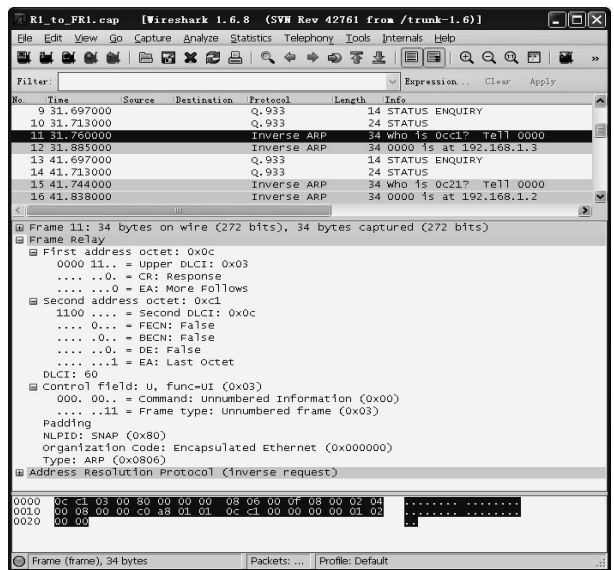 R1_to_FR1.cap [Wireshark 1.6.8 (SVN Rev 42761 from /trunk-1.6)]
File Edit View Go Capture Analyze Statistics Telephony Tools Internals Help
Filter: Expression... Clear Apply
No. Time Source Destination Protocol Length Info
9 31.697000 Q.933 14 STATUS ENQUIRY
10 31.713000 Q.933 24 STATUS
11 31.760000 Inverse ARP 34 Who is 0cc1? Tell 0000
12 31.885000 Inverse ARP 34 0000 is at 192.168.1.3
13 41.697000 Q.933 14 STATUS ENQUIRY
14 41.713000 Q.933 24 STATUS
15 41.744000 Inverse ARP 34 Who is 0c21? Tell 0000
16 41.838000 Inverse ARP 34 0000 is at 192.168.1.2
Frame 11: 34 bytes on wire (272 bits), 34 bytes captured (272 bits)
Frame Relay
First address octet: 0x0c
0000 11.. = Upper DLCI: 0x03
.... ..0. = CR: Response
.... ...0 = EA: More Follows
Second address octet: 0xc1
1100 .... = Second DLCI: 0x0c
.... 0... = FECN: False
.... .0.. = BECN: False
.... ..0. = DE: False
.... ...1 = EA: Last Octet
DLCI: 60
Control field: U, func=UI (0x03)
000. 00.. = Command: Unnumbered Information (0x00)
.... ..11 = Frame type: Unnumbered frame (0x03)
Padding
NLPID: SNAP (0x80)
Organization Code: Encapsulated Ethernet (0x000000)
Type: ARP (0x0806)
Address Resolution Protocol (inverse request)
0000 0c c1 03 00 80 00 00 00 08 06 00 0f 08 00 02 04 ........ ........
0010 00 08 00 00 c0 a8 01 01 0c c1 00 00 00 00 01 02 ........ ........
0020 00 00 ..
Frame (frame), 34 bytes Packets: ... Profile: Default